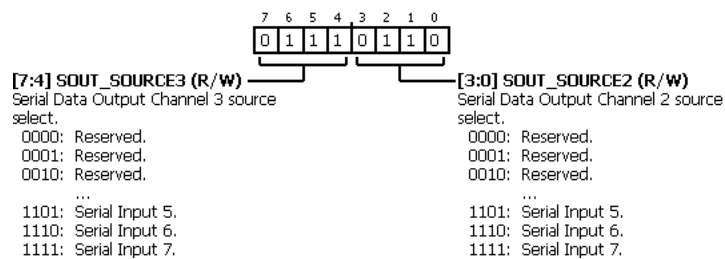 7 6 5 4 3 2 1 0
0 1 1 1 0 1 1 0
[7:4] SOUT_SOURCE3 (R/W)
Serial Data Output Channel 3 source
select.
0000: Reserved.
0001: Reserved.
0010: Reserved.
...
1101: Serial Input 5.
1110: Serial Input 6.
1111: Serial Input 7.
[3:0] SOUT_SOURCE2 (R/W)
Serial Data Output Channel 2 source
select.
0000: Reserved.
0001: Reserved.
0010: Reserved.
...
1101: Serial Input 5.
1110: Serial Input 6.
1111: Serial Input 7.